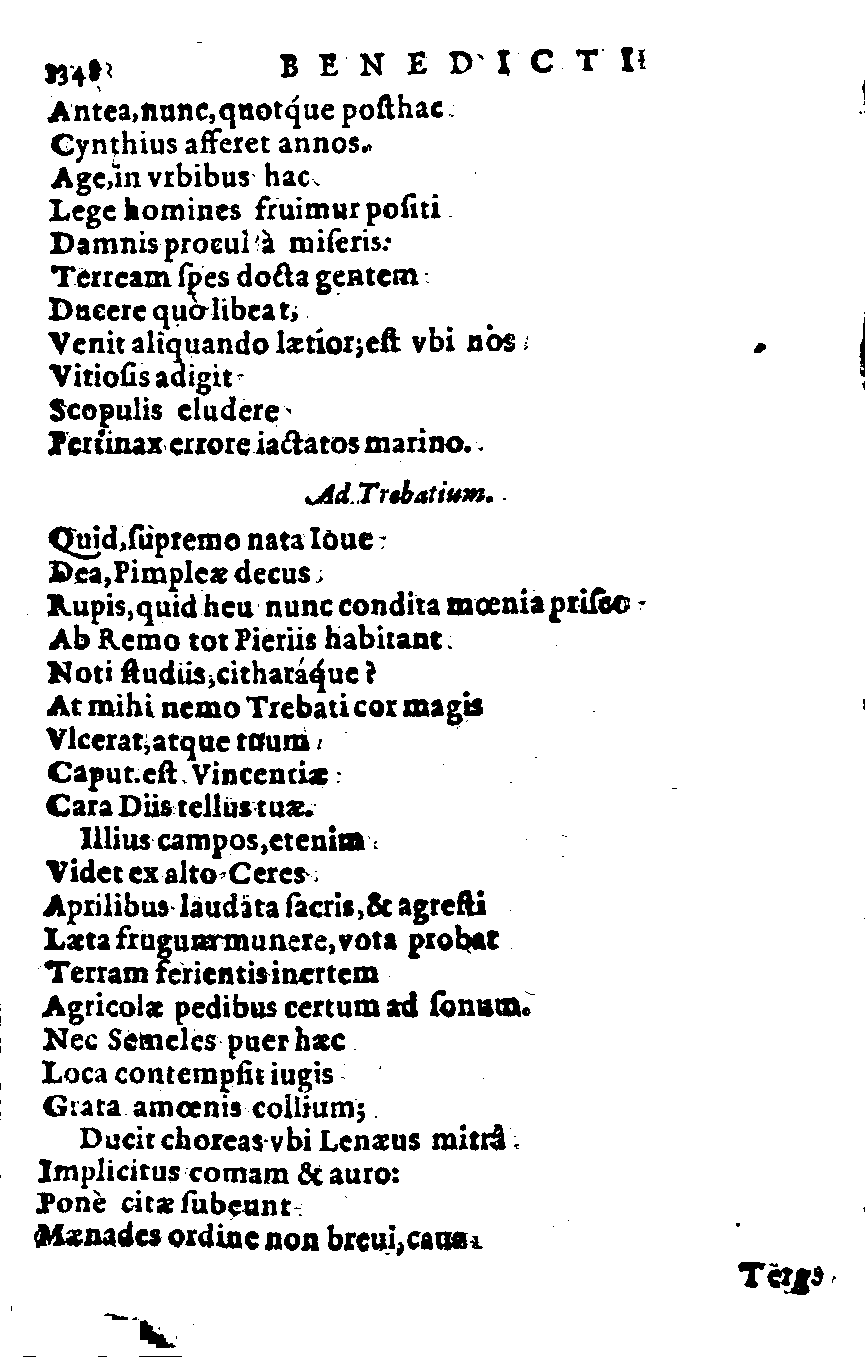 B E N E D I C T I
Antea,nunc,quotq́ue poſthac
Cynthius afferet annos.
Age,in vrbibus hac
Lege homines fruimur poſiti
Damnis procul à miſeris:
Terream ſpes docta gentem
Ducere quò libeat,
Venit aliquando lætior;eſt vbi nos
Vitioſis adigit
Scopulis eludere
Pertinax errore iactatos marino.
Ad Trebatium.
Quid,ſupremo nata Ioue
Dea,Pimpleæ decus
Rupis,quid heu nunc condita mœnia priſco
Ab Remo tot Pieriis habitant
Noti ſtudiis,citharáq́ue?
At mihi nemo Trebati cor magis
Vlcerat,atque tuum
Caput.eſt Vincentiæ
Cara Diis tellus tuæ.
Illius campos,etenim
Videt ex alto Ceres
Aprilibus laudata ſacris,& agreſti
Læta frugum munere,vota probat
Terram ferientis inertem
Agricolæ pedibus certum ad ſonum.
Nec Semeles puer hæc
Loca contempſit iugis
Grata amœnis collium;
Ducit choreas vbi Lenæus mitrâ
Implicitus comam & auro:
Ponè citæ ſubeunt
Mænades ordine non breui,caua
Tergo